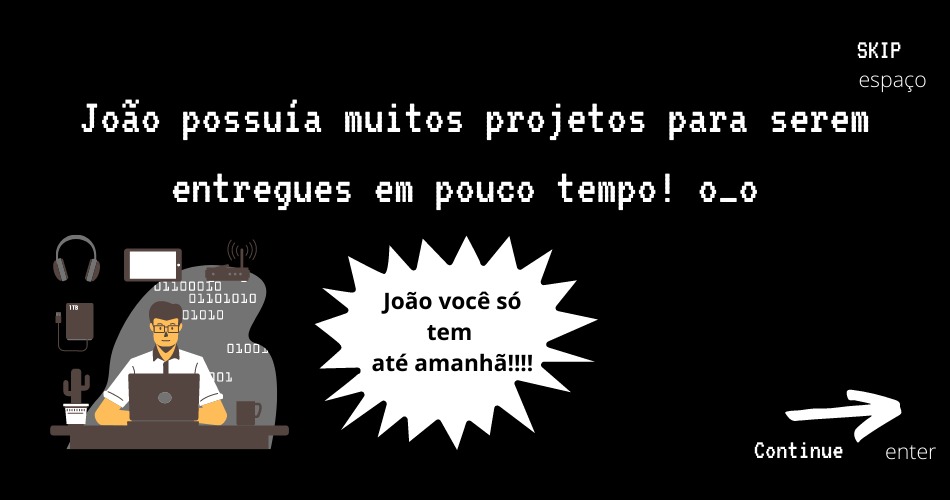 SKIP
espaço
João possuía muitos projetos para serem
entregues em pouco tempo! o_o
01100010
01101010
01010
1TB
João você só
tem
até amanhã!!!!
0100
001
Continue
enter